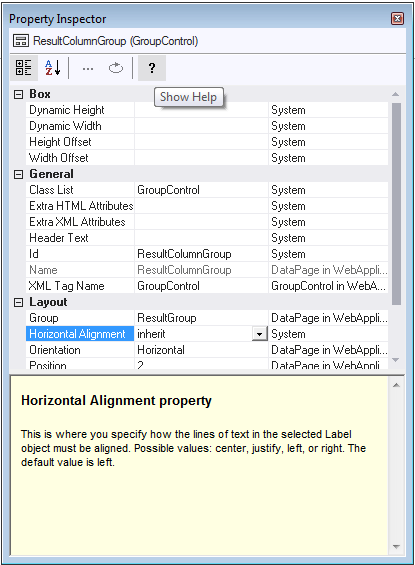 Property Inspector
ResultColumnGroup (GroupControl)
A
Z
...
?
Show Help
Box
Dynamic Height System
Dynamic Width System
Height Offset System
Width Offset System
General
Class List GroupControl System
Extra HTML Attributes System
Extra XML Attributes System
Header Text System
Id ResultColumnGroup System
Name ResultColumnGroup DataPage in WebAppli...
XML Tag Name GroupControl GroupControl in WebA...
Layout
Group ResultGroup DataPage in WebAppli...
Horizontal Alignment inherit System
Orientation Horizontal DataPage in WebAppli...
Position 2 DataPage in WebAppli...
Horizontal Alignment property
This is where you specify how the lines of text in the selected Label
object must be aligned. Possible values: center, justify, left, or right. The
default value is left.